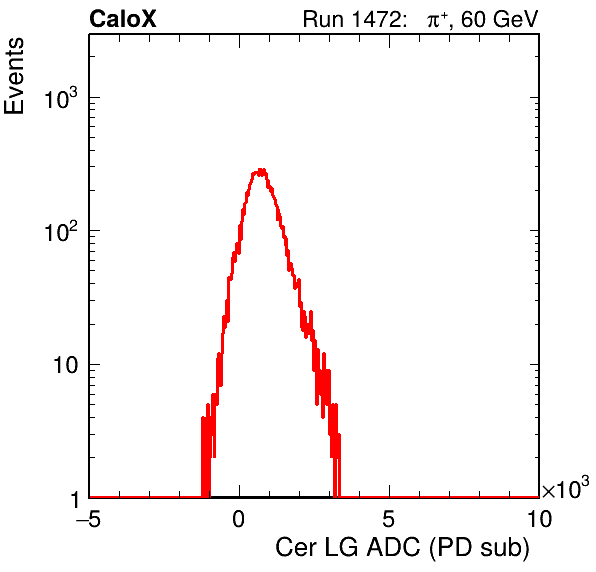 CaloX Run 1472: π⁺, 60 GeV
Events
10³
10²
10
1
−5 0 5 10
×10³
Cer LG ADC (PD sub)